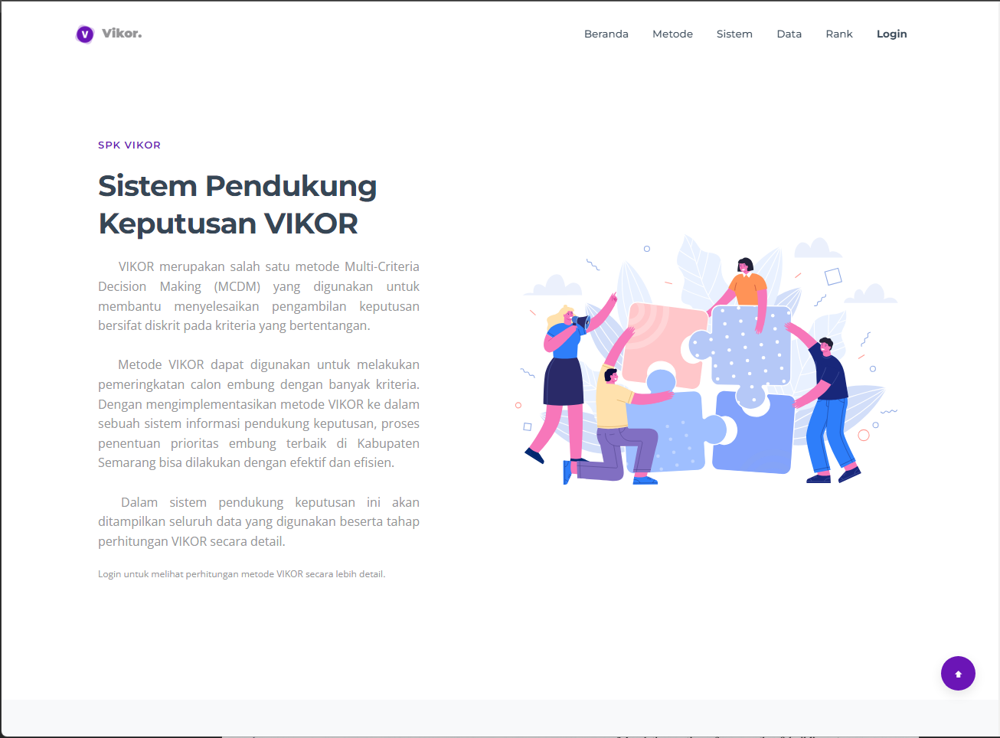 V Vikor.
Beranda Metode Sistem Data Rank Login
SPK VIKOR
Sistem Pendukung
Keputusan VIKOR
VIKOR merupakan salah satu metode Multi-Criteria
Decision Making (MCDM) yang digunakan untuk
membantu menyelesaikan pengambilan keputusan
bersifat diskrit pada kriteria yang bertentangan.
Metode VIKOR dapat digunakan untuk melakukan
pemeringkatan calon embung dengan banyak kriteria.
Dengan mengimplementasikan metode VIKOR ke dalam
sebuah sistem informasi pendukung keputusan, proses
penentuan prioritas embung terbaik di Kabupaten
Semarang bisa dilakukan dengan efektif dan efisien.
Dalam sistem pendukung keputusan ini akan
ditampilkan seluruh data yang digunakan beserta tahap
perhitungan VIKOR secara detail.
Login untuk melihat perhitungan metode VIKOR secara lebih detail.